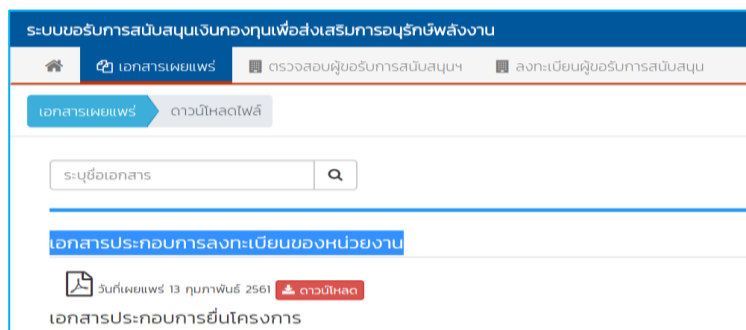 ระบบขอรับการสนับสนุนเงินกองทุนเพื่อส่งเสริมการอนุรักษ์พลังงาน
เอกสารเผยแพร่ ตรวจสอบผู้ขอรับการสนับสนุนฯ ลงทะเบียนผู้ขอรับการสนับสนุน
เอกสารเผยแพร่ ดาวน์โหลดไฟล์
ระบุชื่อเอกสาร
เอกสารประกอบการลงทะเบียนของหน่วยงาน
วันที่เผยแพร่ 13 กุมภาพันธ์ 2561 ดาวน์โหลด
เอกสารประกอบการยื่นโครงการ